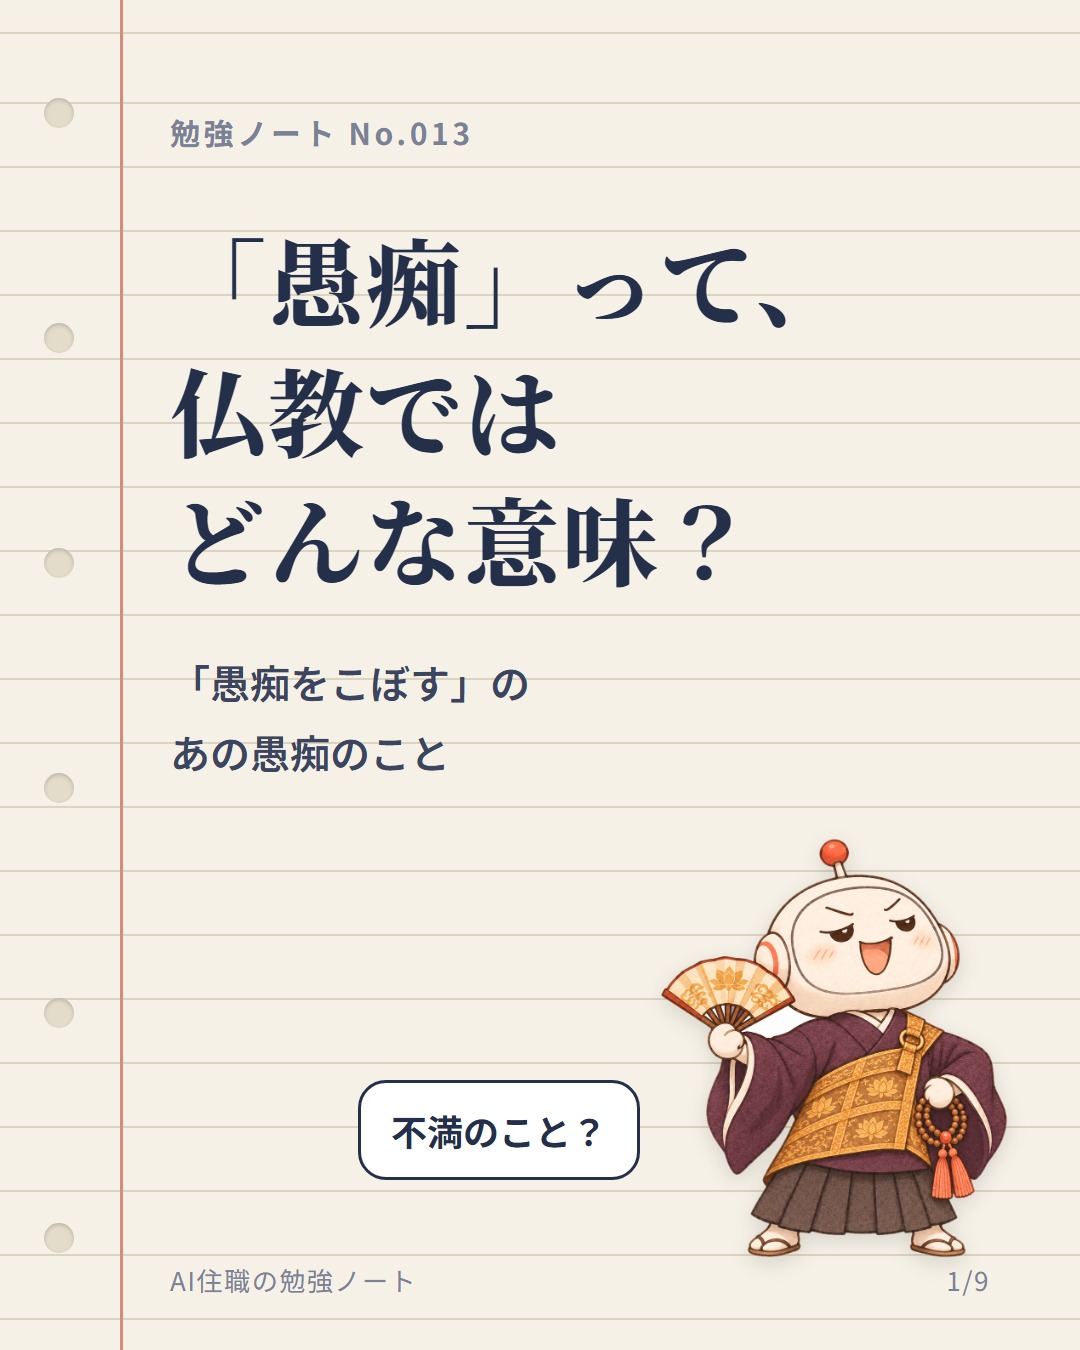 勉強ノート No.013
「愚痴」って、
仏教では
どんな意味？
「愚痴をこぼす」の
あの愚痴のこと
不満のこと？
AI住職の勉強ノート
1/9